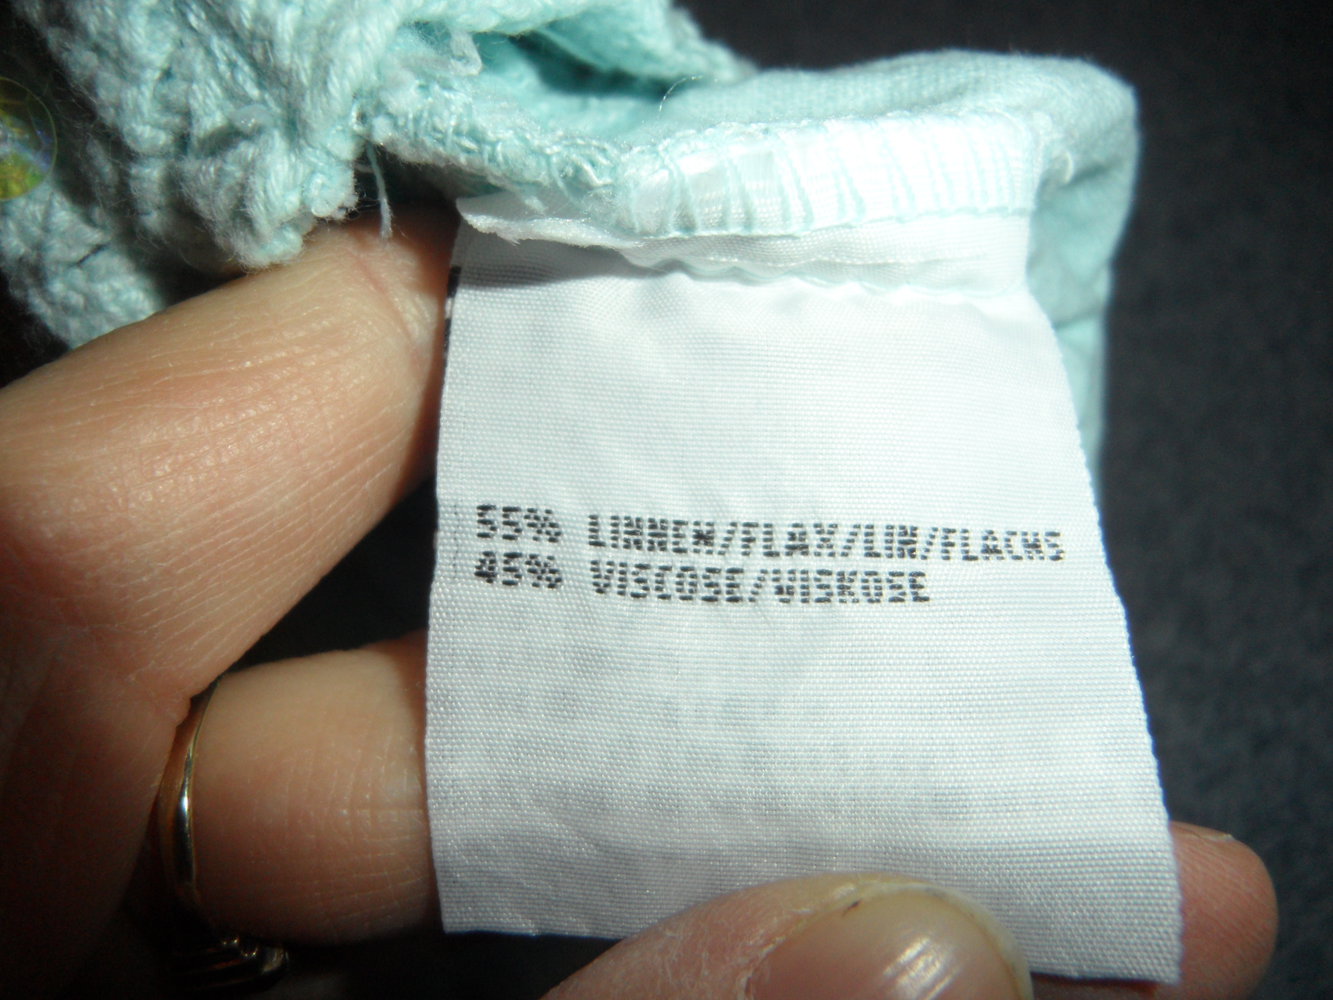 55% LINNEN/FLAX/LIN/FLACHS
45% VISCOSE/VISKOSE